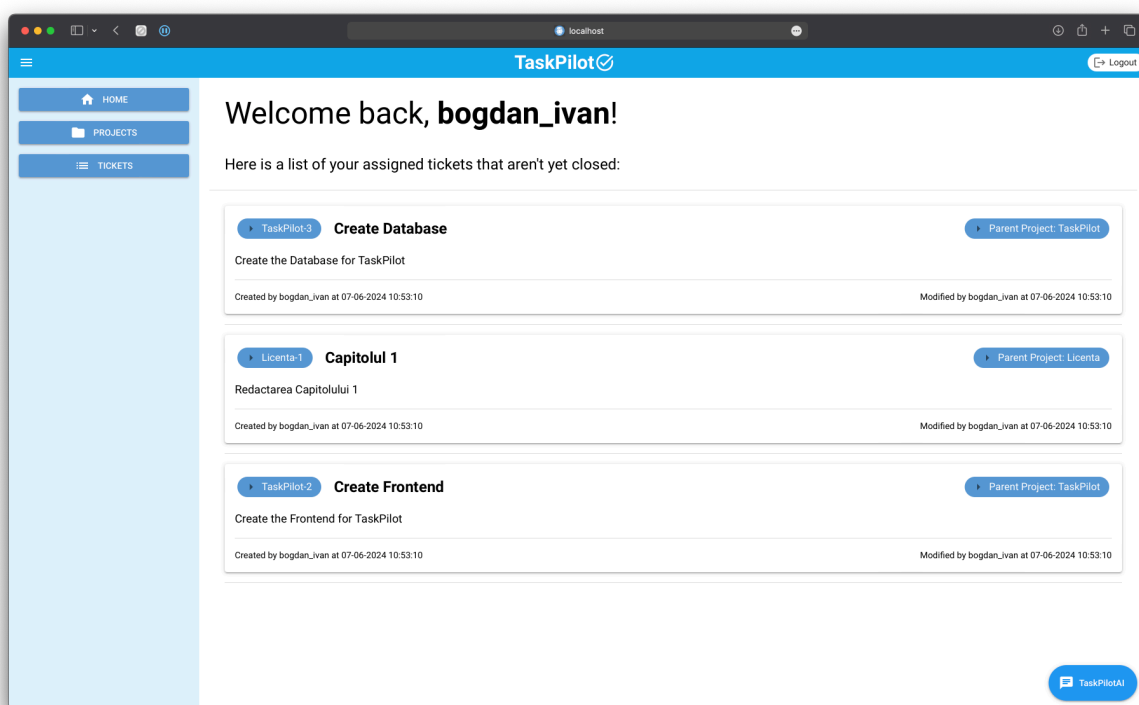 localhost
TaskPilot
Logout
HOME
PROJECTS
TICKETS
Welcome back, bogdan_ivan!
Here is a list of your assigned tickets that aren't yet closed:
TaskPilot-3 Create Database Parent Project: TaskPilot
Create the Database for TaskPilot
Created by bogdan_ivan at 07-06-2024 10:53:10 Modified by bogdan_ivan at 07-06-2024 10:53:10
Licenta-1 Capitolul 1 Parent Project: Licenta
Redactarea Capitolului 1
Created by bogdan_ivan at 07-06-2024 10:53:10 Modified by bogdan_ivan at 07-06-2024 10:53:10
TaskPilot-2 Create Frontend Parent Project: TaskPilot
Create the Frontend for TaskPilot
Created by bogdan_ivan at 07-06-2024 10:53:10 Modified by bogdan_ivan at 07-06-2024 10:53:10
TaskPilotAI